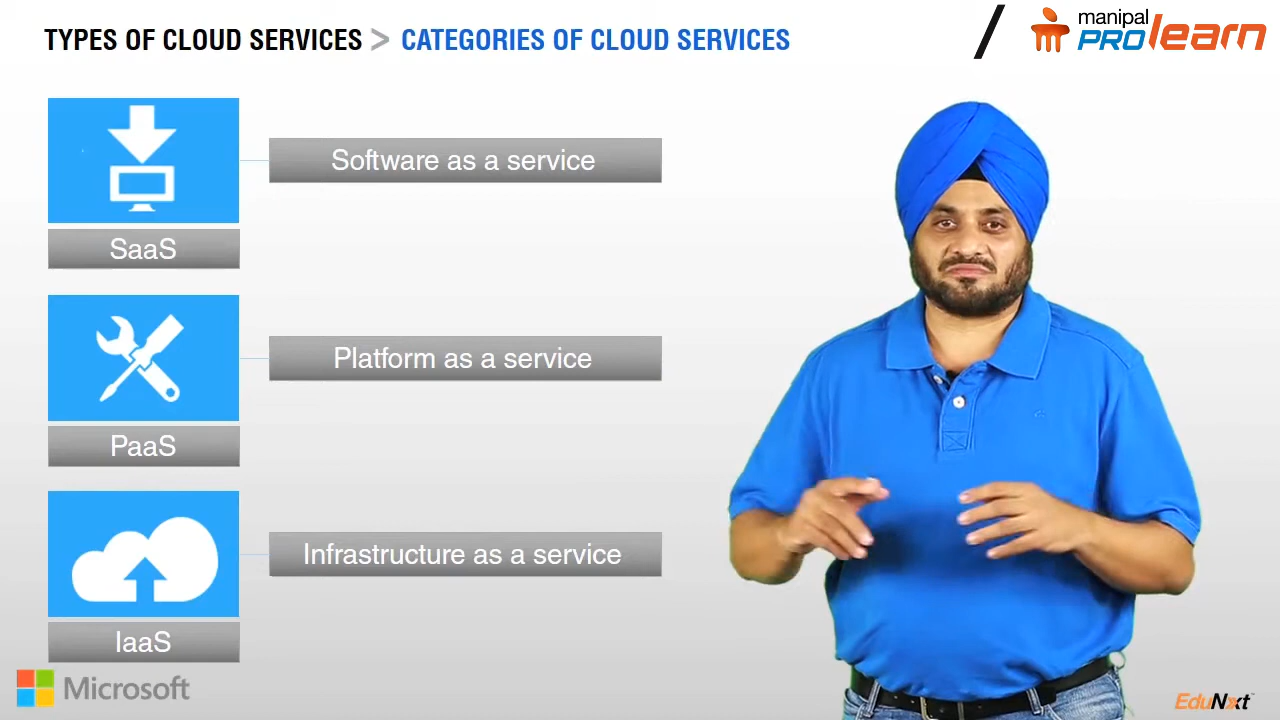 TYPES OF CLOUD SERVICES > CATEGORIES OF CLOUD SERVICES
manipal
PROlearn
Software as a service
SaaS
Platform as a service
PaaS
Infrastructure as a service
IaaS
Microsoft
EduNxt